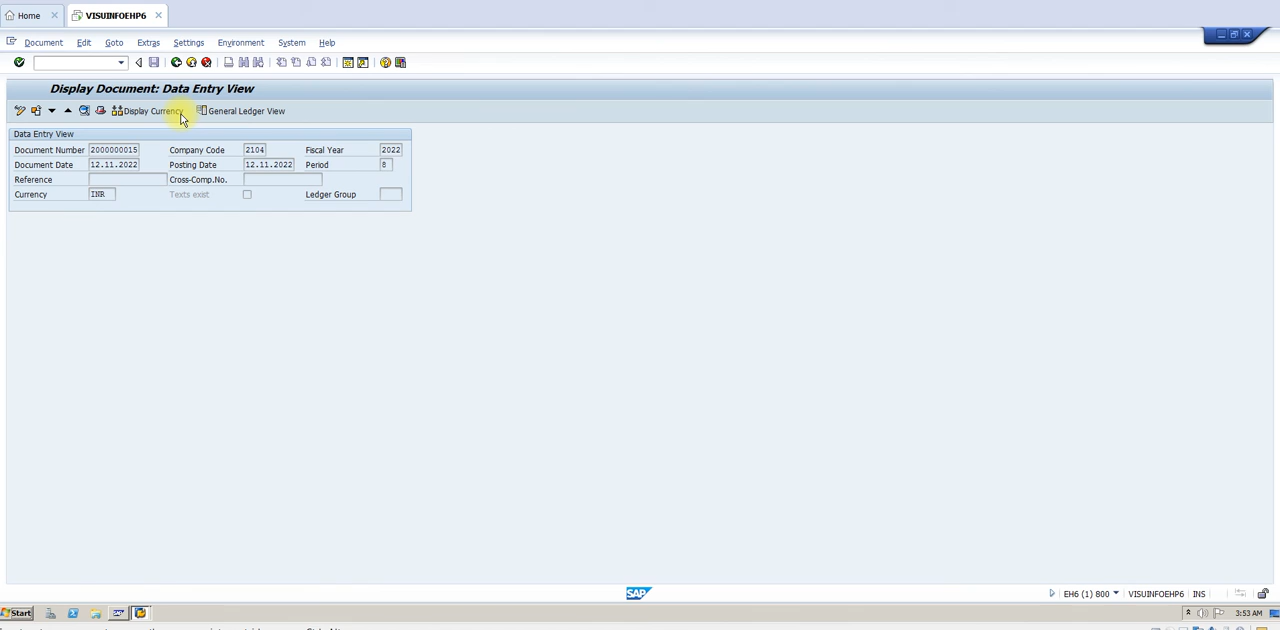 Home
VISUINFOEHP6
Document Edit Goto Extras Settings Environment System Help
Display Document: Data Entry View
Display Currency General Ledger View
Data Entry View
Document Number 2000000015 Company Code 2104 Fiscal Year 2022
Document Date 12.11.2022 Posting Date 12.11.2022 Period 8
Reference Cross-Comp.No.
Currency INR Texts exist Ledger Group
SAP EH6 (1) 800 VISUINFOEHP6 INS
Start 3:53 AM